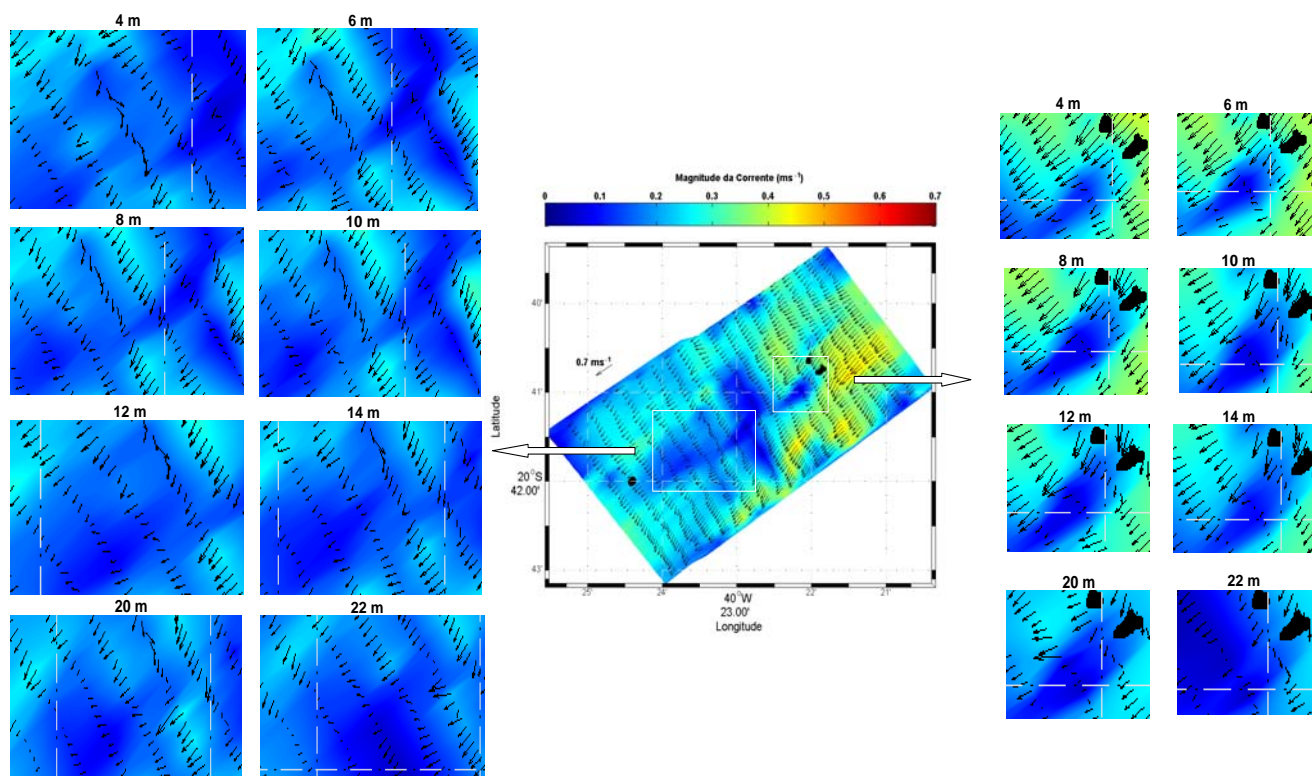 4 m
6 m
8 m
10 m
12 m
14 m
20 m
22 m
Magnitude da Corrente (ms⁻¹)
0 0.1 0.2 0.3 0.4 0.5 0.6 0.7
40'
0.7 ms⁻¹
41'
Latitude
20°S
42.00'
43'
25' 24' 40°W 22' 21'
23.00'
Longitude
4 m
6 m
8 m
10 m
12 m
14 m
20 m
22 m